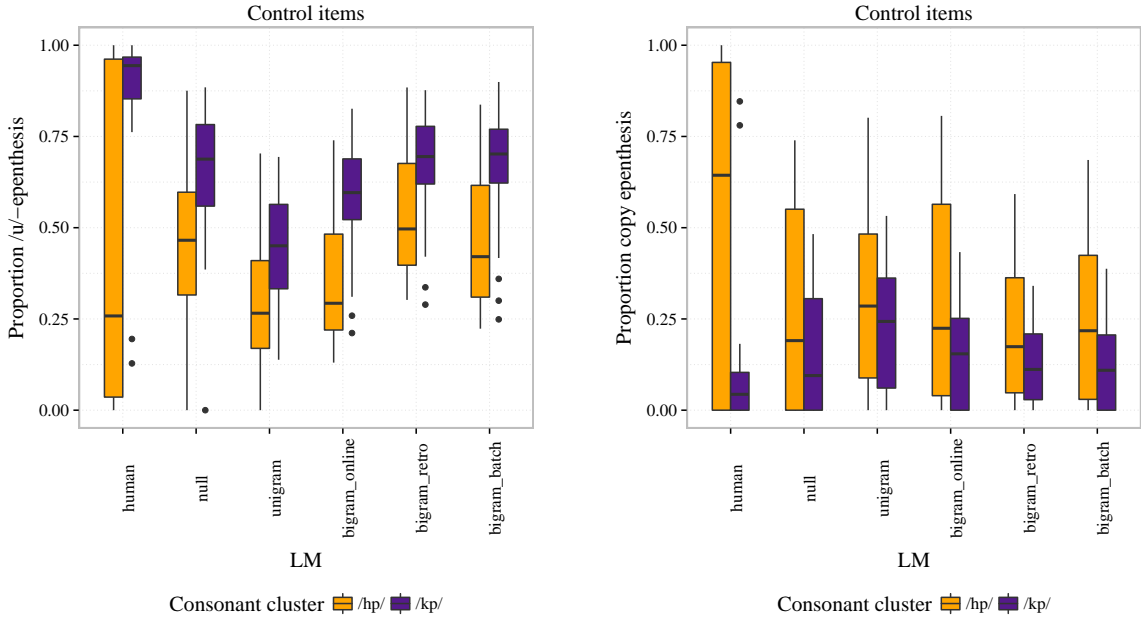 Control items
Proportion /u/−epenthesis
1.00
0.75
0.50
0.25
0.00
human
null
unigram
bigram_online
bigram_retro
bigram_batch
LM
Consonant cluster /hp/ /kp/
Control items
Proportion copy epenthesis
1.00
0.75
0.50
0.25
0.00
human
null
unigram
bigram_online
bigram_retro
bigram_batch
LM
Consonant cluster /hp/ /kp/